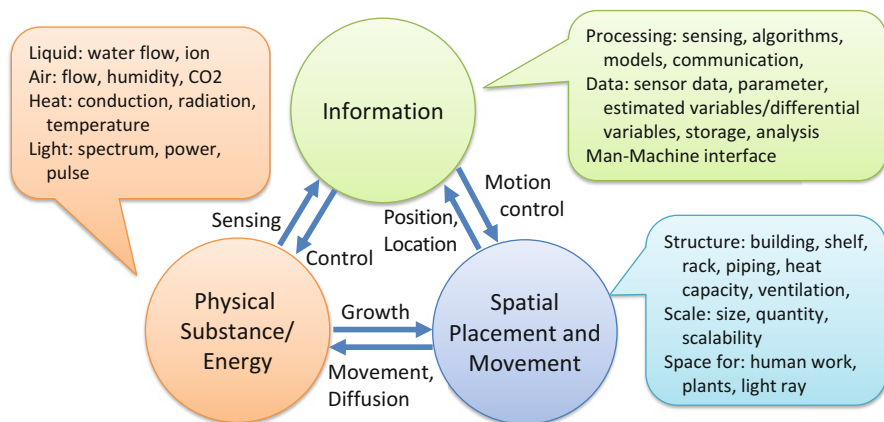 Liquid: water flow, ion
Air: flow, humidity, CO2
Heat: conduction, radiation,
temperature
Light: spectrum, power,
pulse
Information
Processing: sensing, algorithms,
models, communication,
Data: sensor data, parameter,
estimated variables/differential
variables, storage, analysis
Man-Machine interface
Sensing
Control
Position,
Location
Motion
control
Physical
Substance/
Energy
Growth
Movement,
Diffusion
Spatial
Placement and
Movement
Structure: building, shelf,
rack, piping, heat
capacity, ventilation,
Scale: size, quantity,
scalability
Space for: human work,
plants, light ray